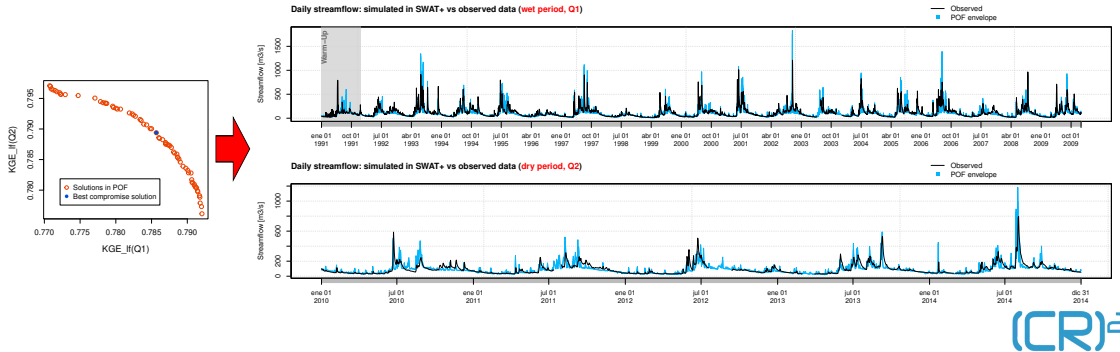 Daily streamflow: simulated in SWAT+ vs observed data (wet period, Q1)
Observed
POF envelope
Streamflow [m3/s]
0 500 1000 1500
Warm-Up
ene 01 1991
oct 01 1991
jul 01 1992
abr 01 1993
ene 01 1994
oct 01 1994
jul 01 1995
abr 01 1996
ene 01 1997
oct 01 1997
jul 01 1998
abr 01 1999
ene 01 2000
oct 01 2000
jul 01 2001
abr 01 2002
ene 01 2003
oct 01 2003
jul 01 2004
abr 01 2005
ene 01 2006
oct 01 2006
jul 01 2007
abr 01 2008
ene 01 2009
oct 01 2009
KGE_lf(Q2)
0.780 0.785 0.790 0.795
Solutions in POF
Best compromise solution
0.770 0.775 0.780 0.785 0.790
KGE_lf(Q1)
Daily streamflow: simulated in SWAT+ vs observed data (dry period, Q2)
Observed
POF envelope
Streamflow [m3/s]
0 200 600 1000
ene 01 2010
jul 01 2010
ene 01 2011
jul 01 2011
ene 01 2012
jul 01 2012
ene 01 2013
jul 01 2013
ene 01 2014
jul 01 2014
dic 31 2014
(CR)